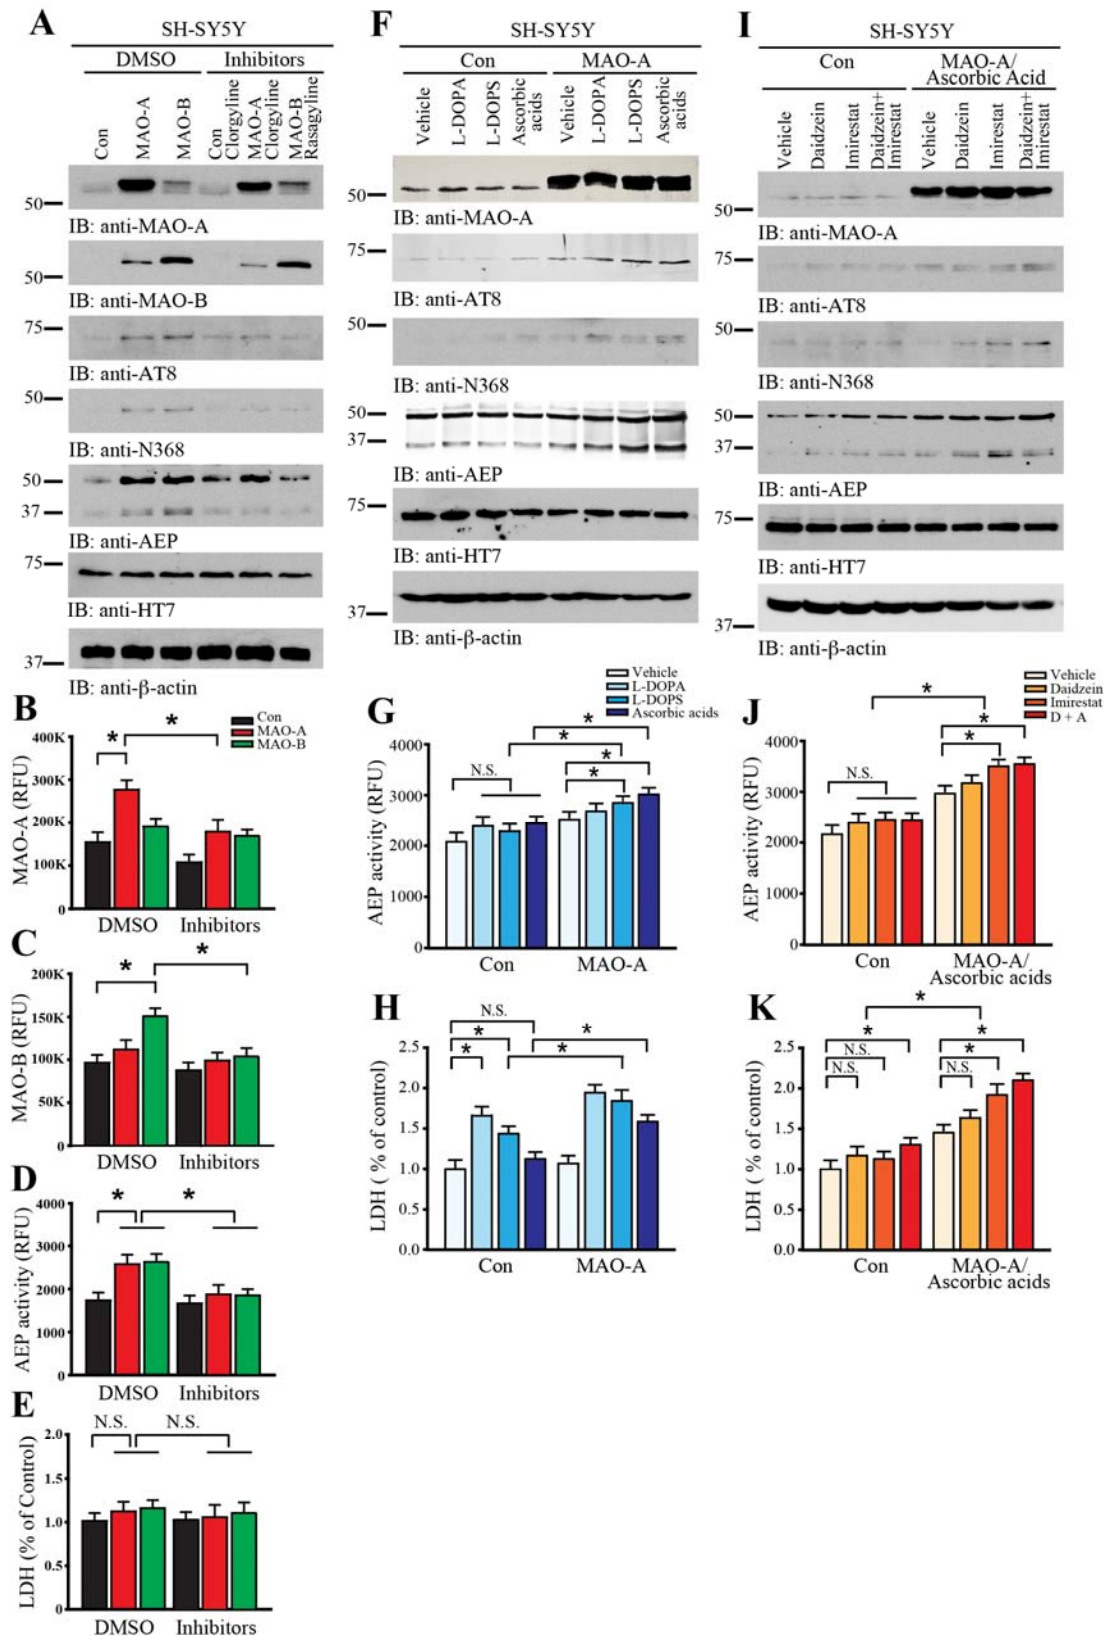 A
SH-SY5Y
DMSO
Inhibitors
Con
MAO-A
MAO-B
Con
Clorgyline
MAO-A
Clorgyline
MAO-B
Rasagyline
50
IB: anti-MAO-A
50
IB: anti-MAO-B
75
IB: anti-AT8
50
IB: anti-N368
50
37
IB: anti-AEP
75
IB: anti-HT7
37
IB: anti-β-actin
F
SH-SY5Y
Con
MAO-A
Vehicle
L-DOPA
L-DOPS
Ascorbic
acids
Vehicle
L-DOPA
L-DOPS
Ascorbic
acids
50
IB: anti-MAO-A
75
IB: anti-AT8
50
IB: anti-N368
50
37
IB: anti-AEP
75
IB: anti-HT7
37
IB: anti-β-actin
I
SH-SY5Y
Con
MAO-A/
Ascorbic Acid
Vehicle
Daidzein
Imirestat
Daidzein+
Imirestat
Vehicle
Daidzein
Imirestat
Daidzein+
Imirestat
50
IB: anti-MAO-A
75
IB: anti-AT8
50
IB: anti-N368
50
37
IB: anti-AEP
75
IB: anti-HT7
37
IB: anti-β-actin
B
Con
MAO-A
MAO-B
* *
MAO-A (RFU)
400K
300K
200K
100K
0
DMSO Inhibitors
C
* *
MAO-B (RFU)
200K
150K
100K
50K
0
DMSO Inhibitors
D
* *
AEP activity (RFU)
4000
3000
2000
1000
0
DMSO Inhibitors
E
N.S. N.S.
LDH (% of Control)
2.0
1.5
1.0
0.5
0
DMSO Inhibitors
G
Vehicle
L-DOPA
L-DOPS
Ascorbic acids
*
*
N.S. *
*
AEP activity (RFU)
4000
3000
2000
1000
0
Con MAO-A
H
N.S.
* *
* *
LDH ( % of control)
2.5
2.0
1.5
1.0
0.5
0.0
Con MAO-A
J
Vehicle
Daidzein
Imirestat
D + A
*
*
N.S. *
AEP activity (RFU)
4000
3000
2000
1000
0
Con MAO-A/
Ascorbic acids
K
*
* *
N.S. *
N.S. N.S.
LDH ( % of control)
2.5
2.0
1.5
1.0
0.5
0.0
Con MAO-A/
Ascorbic acids